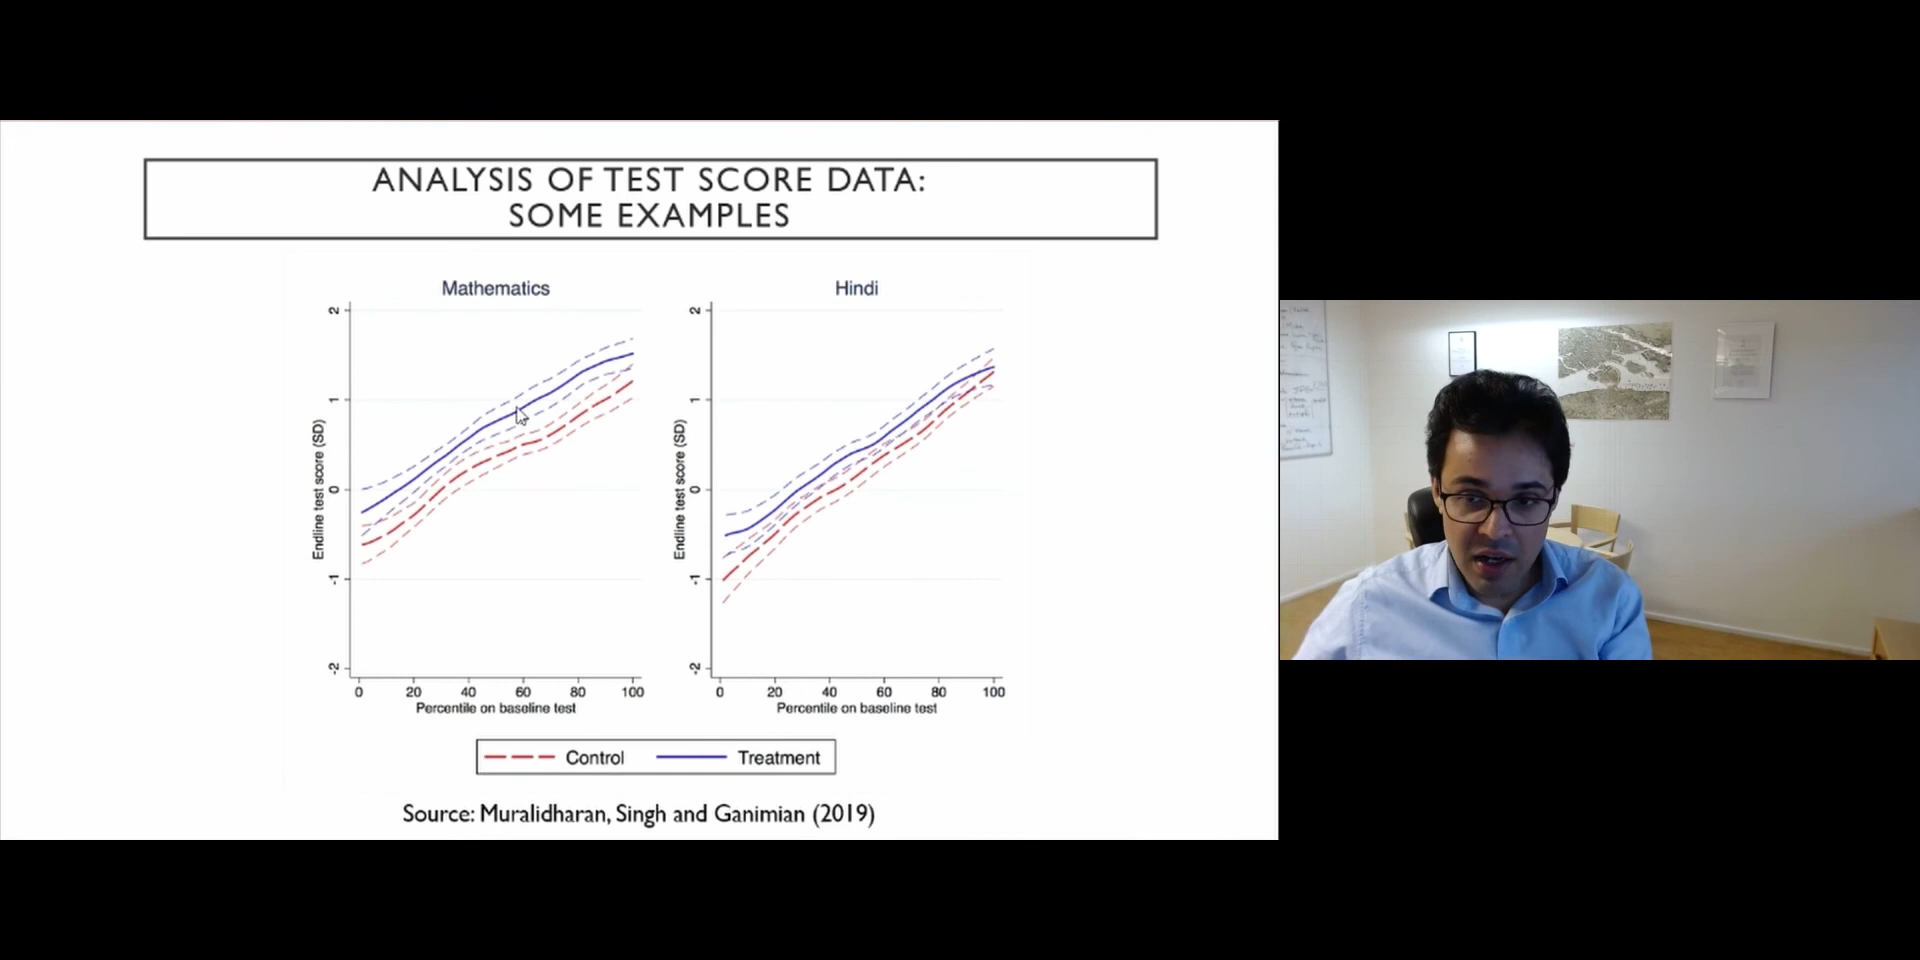 ANALYSIS OF TEST SCORE DATA:
SOME EXAMPLES
Mathematics
Endline test score (SD)
2
1
0
-1
-2
0 20 40 60 80 100
Percentile on baseline test
Hindi
Endline test score (SD)
2
1
0
-1
-2
0 20 40 60 80 100
Percentile on baseline test
Control Treatment
Source: Muralidharan, Singh and Ganimian (2019)